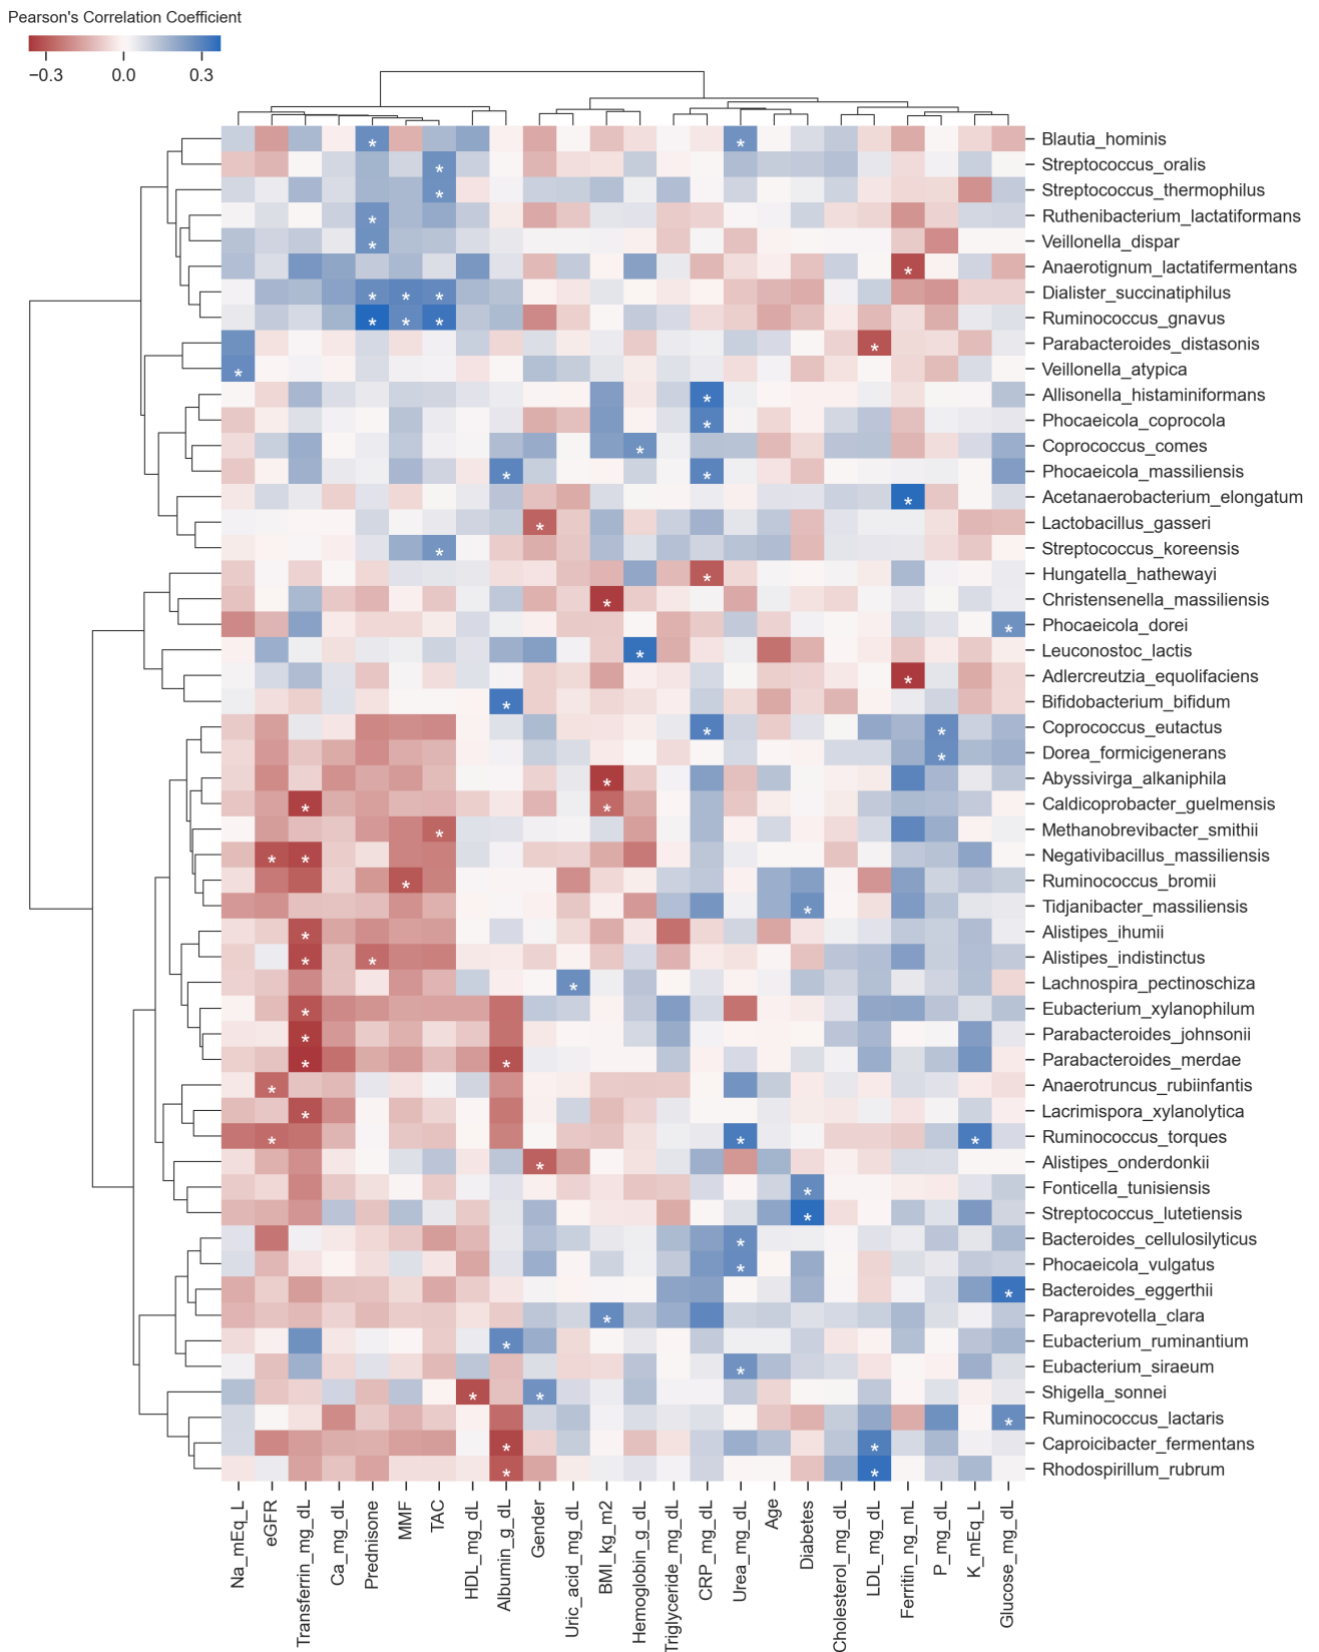 Pearson's Correlation Coefficient
−0.3 0.0 0.3
Blautia_hominis
Streptococcus_oralis
Streptococcus_thermophilus
Ruthenibacterium_lactatiformans
Veillonella_dispar
Anaerotignum_lactatifermentans
Dialister_succinatiphilus
Ruminococcus_gnavus
Parabacteroides_distasonis
Veillonella_atypica
Allisonella_histaminiformans
Phocaeicola_coprocola
Coprococcus_comes
Phocaeicola_massiliensis
Acetanaerobacterium_elongatum
Lactobacillus_gasseri
Streptococcus_koreensis
Hungatella_hathewayi
Christensenella_massiliensis
Phocaeicola_dorei
Leuconostoc_lactis
Adlercreutzia_equolifaciens
Bifidobacterium_bifidum
Coprococcus_eutactus
Dorea_formicigenerans
Abyssivirga_alkaniphila
Caldicoprobacter_guelmensis
Methanobrevibacter_smithii
Negativibacillus_massiliensis
Ruminococcus_bromii
Tidjanibacter_massiliensis
Alistipes_ihumii
Alistipes_indistinctus
Lachnospira_pectinoschiza
Eubacterium_xylanophilum
Parabacteroides_johnsonii
Parabacteroides_merdae
Anaerotruncus_rubiinfantis
Lacrimispora_xylanolytica
Ruminococcus_torques
Alistipes_onderdonkii
Fonticella_tunisiensis
Streptococcus_lutetiensis
Bacteroides_cellulosilyticus
Phocaeicola_vulgatus
Bacteroides_eggerthii
Paraprevotella_clara
Eubacterium_ruminantium
Eubacterium_siraeum
Shigella_sonnei
Ruminococcus_lactaris
Caproicibacter_fermentans
Rhodospirillum_rubrum
Na_mEq_L
eGFR
Transferrin_mg_dL
Ca_mg_dL
Prednisone
MMF
TAC
HDL_mg_dL
Albumin_g_dL
Gender
Uric_acid_mg_dL
BMI_kg_m2
Hemoglobin_g_dL
Triglyceride_mg_dL
CRP_mg_dL
Urea_mg_dL
Age
Diabetes
Cholesterol_mg_dL
LDL_mg_dL
Ferritin_ng_mL
P_mg_dL
K_mEq_L
Glucose_mg_dL